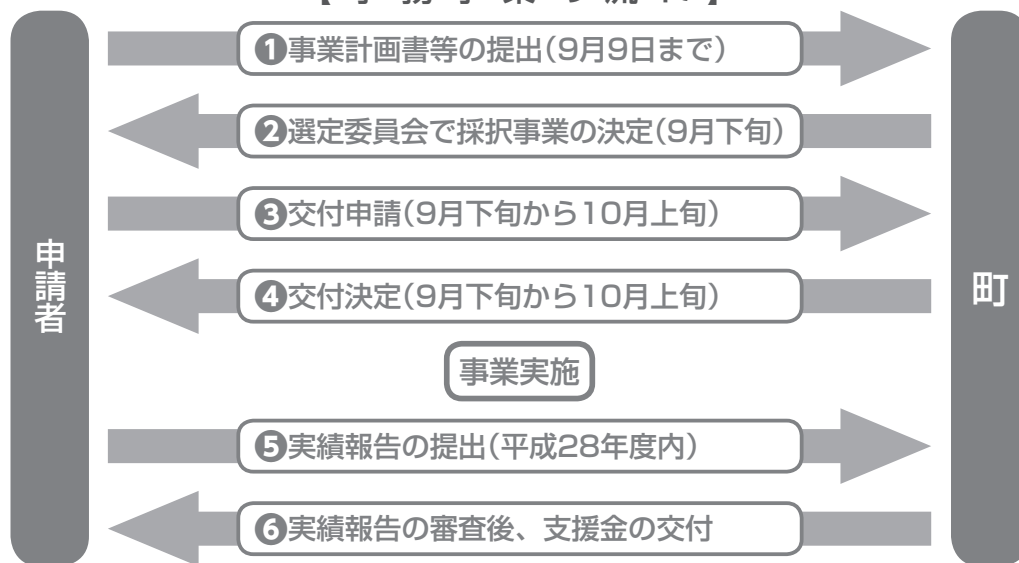 ❶事業計画書等の提出(9月9日まで)
❷選定委員会で採択事業の決定(9月下旬)
❸交付申請(9月下旬から10月上旬)
❹交付決定(9月下旬から10月上旬)
事業実施
❺実績報告の提出(平成28年度内)
❻実績報告の審査後、支援金の交付
申請者
町